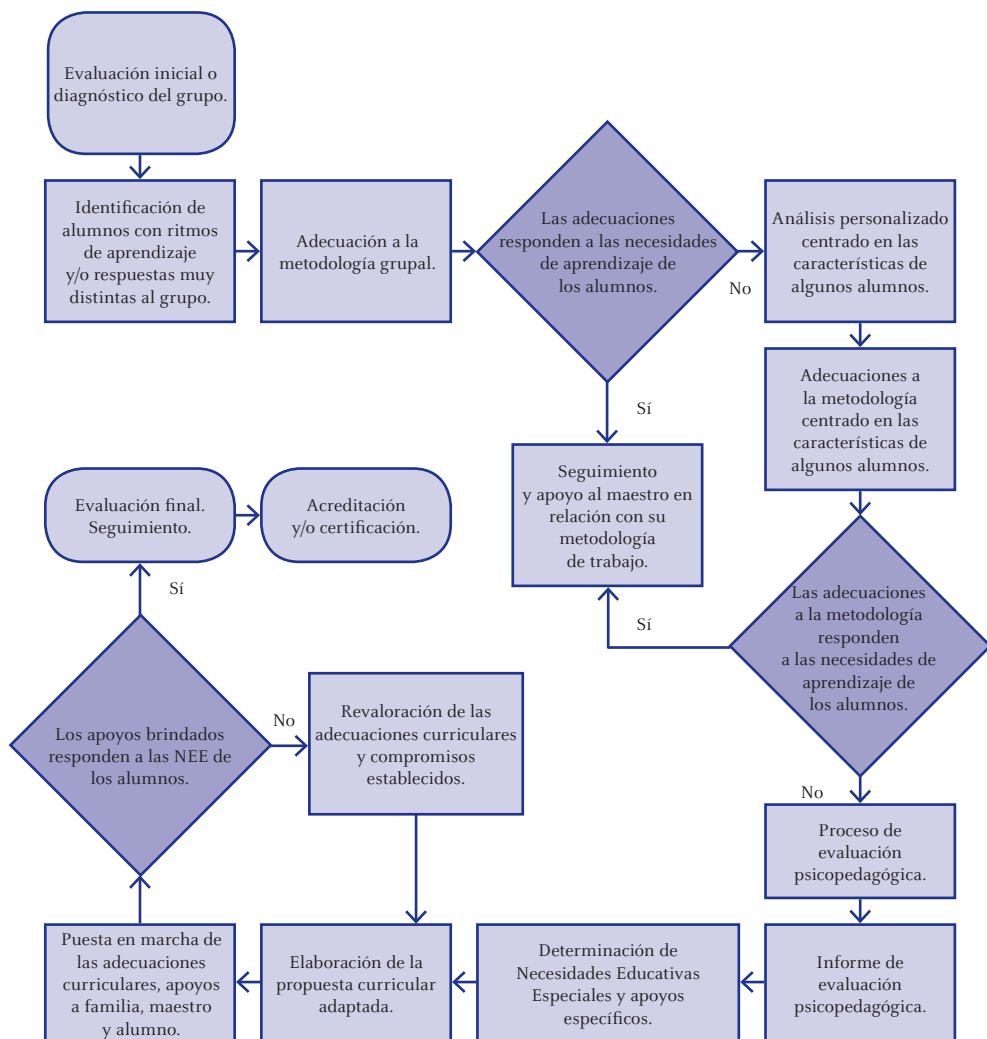 Evaluación inicial o
diagnóstico del grupo.
Identificación de
alumnos con ritmos
de aprendizaje
y/o respuestas muy
distintas al grupo.
Adecuación a la
metodología grupal.
Las adecuaciones
responden a las necesidades
de aprendizaje de
los alumnos.
No
Sí
Análisis personalizado
centrado en las
características de
algunos alumnos.
Adecuaciones a
la metodología
centrado en las
características de
algunos alumnos.
Seguimiento
y apoyo al maestro en
relación con su
metodología
de trabajo.
Las adecuaciones
a la metodología
responden
a las necesidades de
aprendizaje de
los alumnos.
Sí
No
Proceso de
evaluación
psicopedagógica.
Informe de
evaluación
psicopedagógica.
Determinación de
Necesidades Educativas
Especiales y apoyos
específicos.
Elaboración de la
propuesta curricular
adaptada.
Puesta en marcha de
las adecuaciones
curriculares, apoyos
a familia, maestro
y alumno.
Los apoyos brindados
responden a las NEE de
los alumnos.
No
Revaloración de las
adecuaciones curriculares
y compromisos
establecidos.
Sí
Evaluación final.
Seguimiento.
Acreditación
y/o certificación.